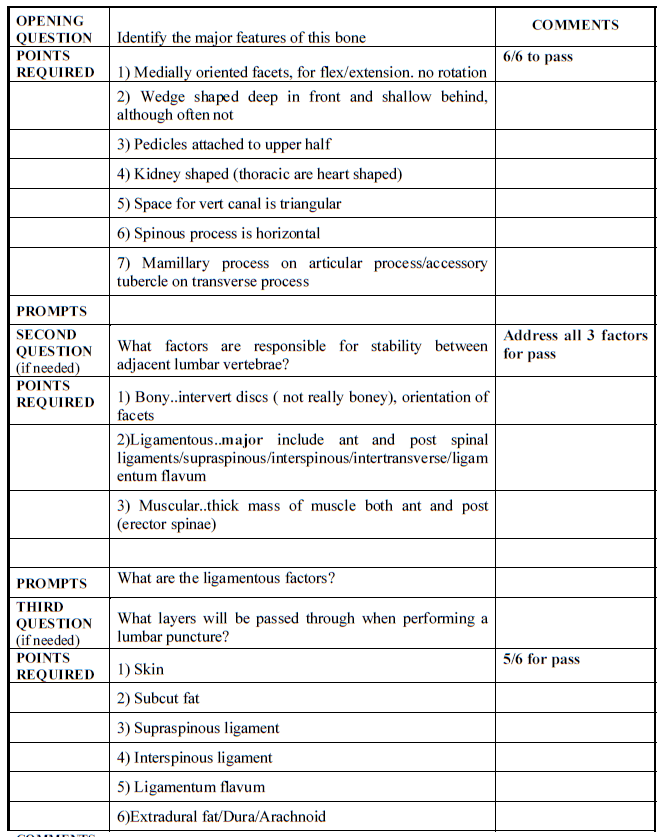 OPENING
QUESTION
Identify the major features of this bone
COMMENTS
POINTS
REQUIRED
1) Medially oriented facets, for flex/extension. no rotation
6/6 to pass
2) Wedge shaped deep in front and shallow behind,
although often not
3) Pedicles attached to upper half
4) Kidney shaped (thoracic are heart shaped)
5) Space for vert canal is triangular
6) Spinous process is horizontal
7) Mamillary process on articular process/accessory
tubercle on transverse process
PROMPTS
SECOND
QUESTION
(if needed)
What factors are responsible for stability between
adjacent lumbar vertebrae?
Address all 3 factors
for pass
POINTS
REQUIRED
1) Bony..intervert discs ( not really boney), orientation of
facets
2)Ligamentous..major include ant and post spinal
ligaments/supraspinous/interspinous/intertransverse/ligam
entum flavum
3) Muscular..thick mass of muscle both ant and post
(erector spinae)
PROMPTS
What are the ligamentous factors?
THIRD
QUESTION
(if needed)
What layers will be passed through when performing a
lumbar puncture?
POINTS
REQUIRED
1) Skin
5/6 for pass
2) Subcut fat
3) Supraspinous ligament
4) Interspinous ligament
5) Ligamentum flavum
6)Extradural fat/Dura/Arachnoid
COMMENTS